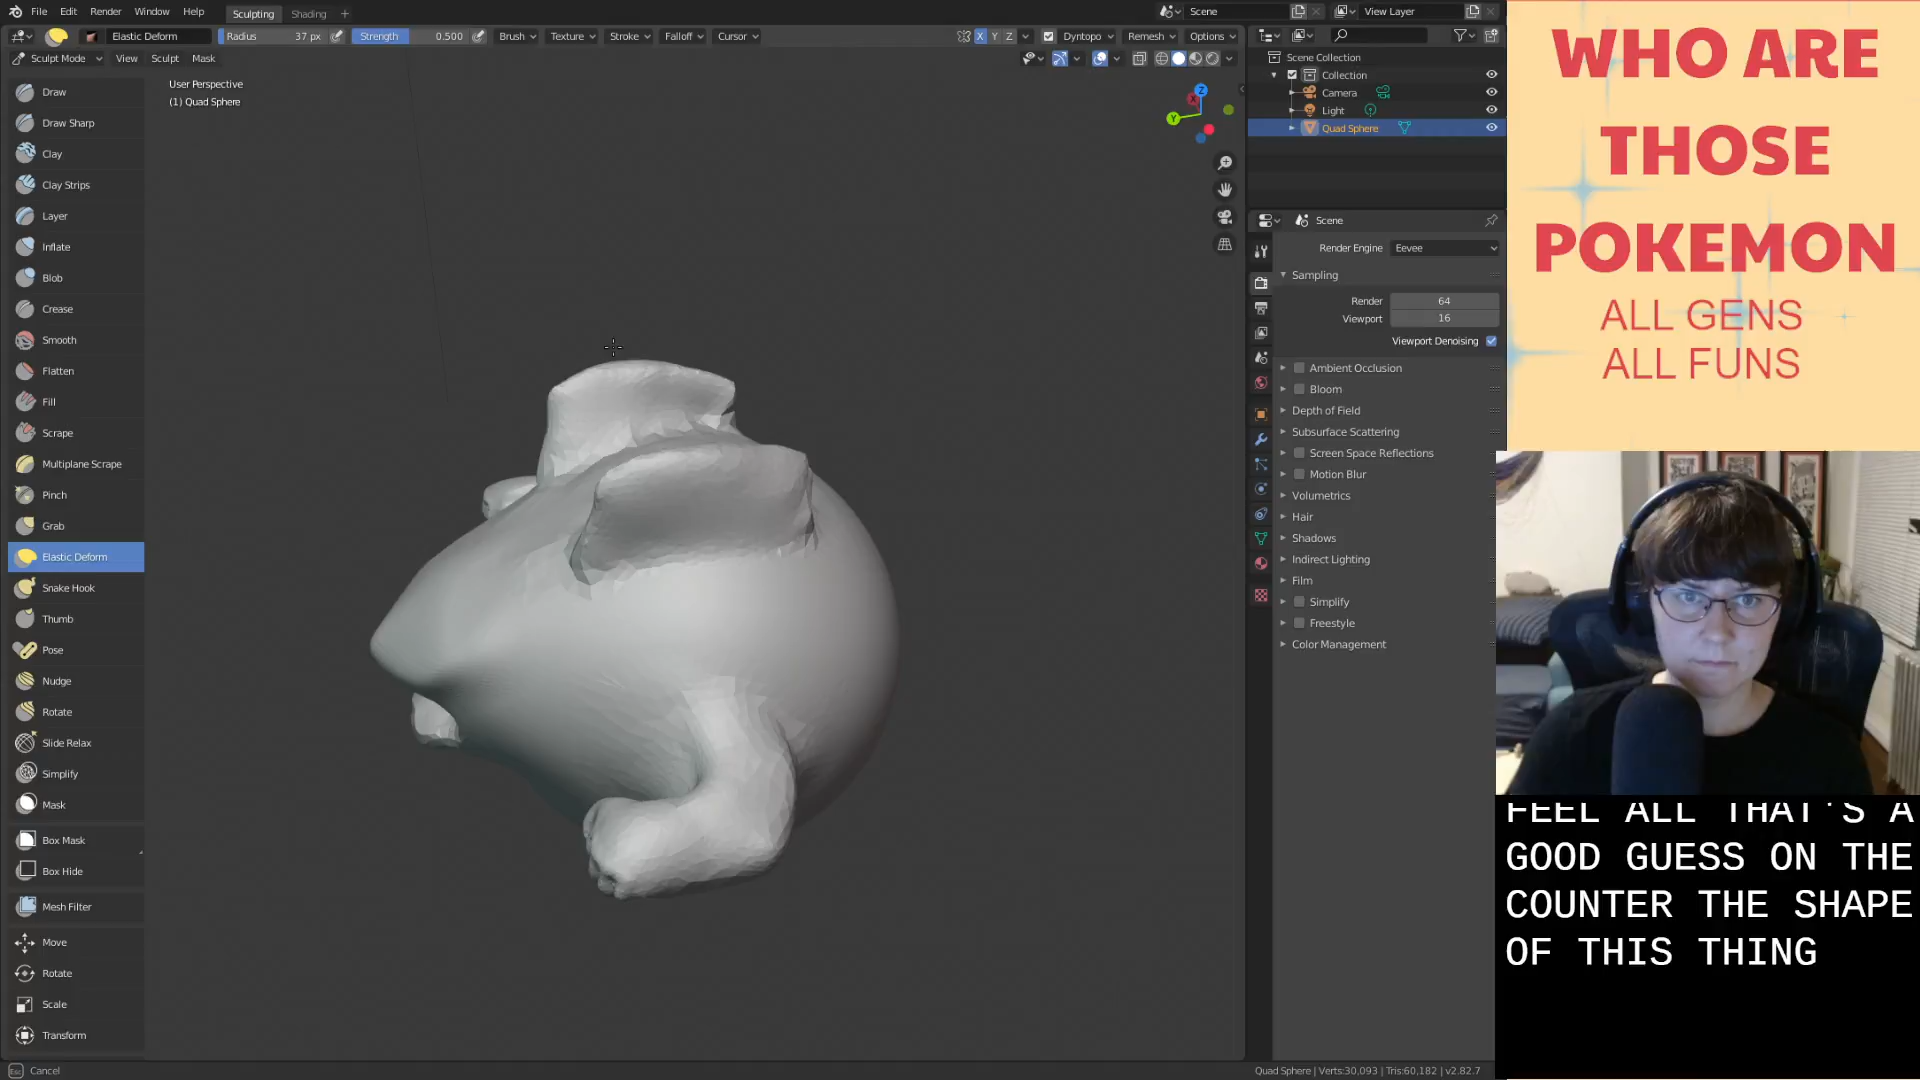 File Edit Render Window Help Sculpting Shading + Scene View Layer
Elastic Deform Radius 37 px Strength 0.500 Brush Texture Stroke Falloff Cursor X Y Z Dyntopo Remesh Options
Sculpt Mode View Sculpt Mask
User Perspective
(1) Quad Sphere
Draw
Draw Sharp
Clay
Clay Strips
Layer
Inflate
Blob
Crease
Smooth
Flatten
Fill
Scrape
Multiplane Scrape
Pinch
Grab
Elastic Deform
Snake Hook
Thumb
Pose
Nudge
Rotate
Slide Relax
Simplify
Mask
Box Mask
Box Hide
Mesh Filter
Move
Rotate
Scale
Transform
Z
X
Y
Scene Collection
Collection
Camera
Light
Quad Sphere
Scene
Render Engine Eevee
Sampling
Render 64
Viewport 16
Viewport Denoising
Ambient Occlusion
Bloom
Depth of Field
Subsurface Scattering
Screen Space Reflections
Motion Blur
Volumetrics
Hair
Shadows
Indirect Lighting
Film
Simplify
Freestyle
Color Management
WHO ARE
THOSE
POKEMON
ALL GENS
ALL FUNS
FEEL ALL THAT'S A
GOOD GUESS ON THE
COUNTER THE SHAPE
OF THIS THING
Esc Cancel
Quad Sphere | Verts:30,093 | Tris:60,182 | v2.82.7